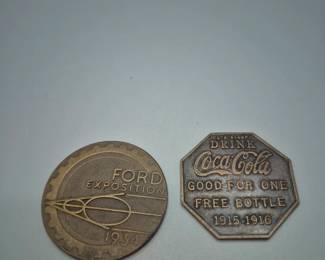 FORD
EXPOSITION
1934
DRINK
Coca-Cola
GOOD FOR ONE
FREE BOTTLE
1915-1916